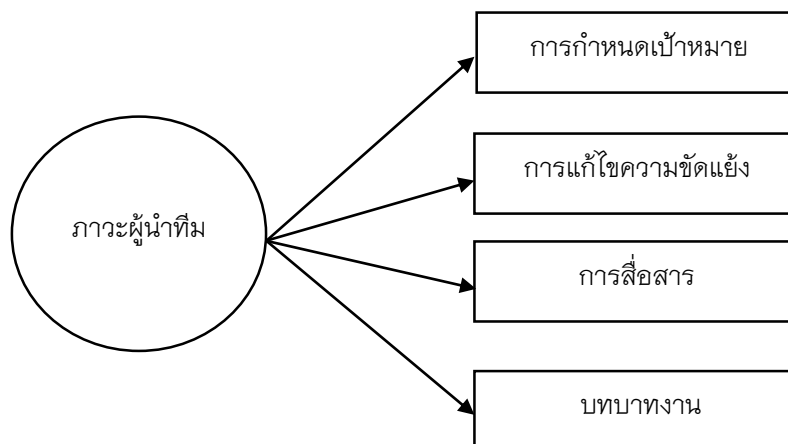 การกำหนดเป้าหมาย
การแก้ไขความขัดแย้ง
ภาวะผู้นำทีม
การสื่อสาร
บทบาทงาน